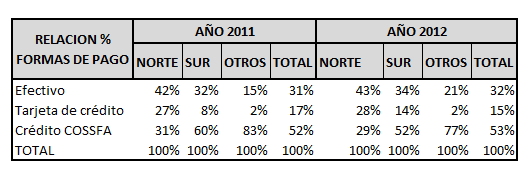 RELACION % AÑO 2011 AÑO 2012
FORMAS DE PAGO NORTE SUR OTROS TOTAL NORTE SUR OTROS TOTAL
Efectivo 42% 32% 15% 31% 43% 34% 21% 32%
Tarjeta de crédito 27% 8% 2% 17% 28% 14% 2% 15%
Crédito COSSFA 31% 60% 83% 52% 29% 52% 77% 53%
TOTAL 100% 100% 100% 100% 100% 100% 100% 100%